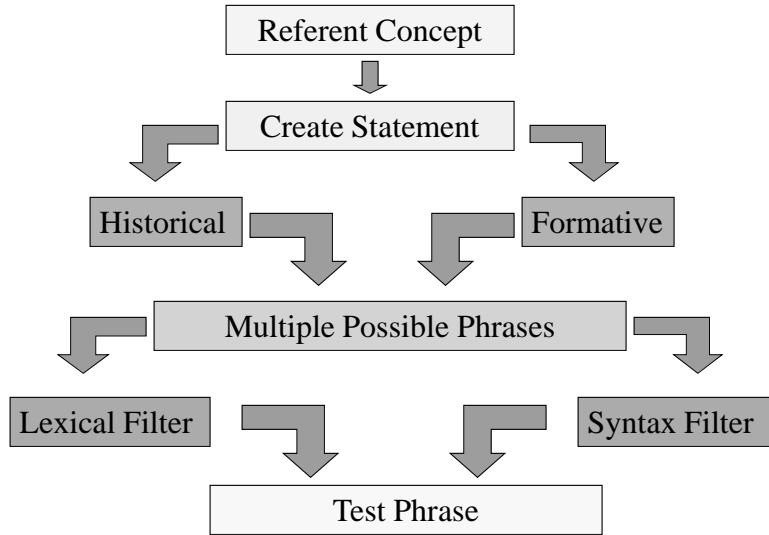 Referent Concept
Create Statement
Historical
Formative
Multiple Possible Phrases
Lexical Filter
Syntax Filter
Test Phrase